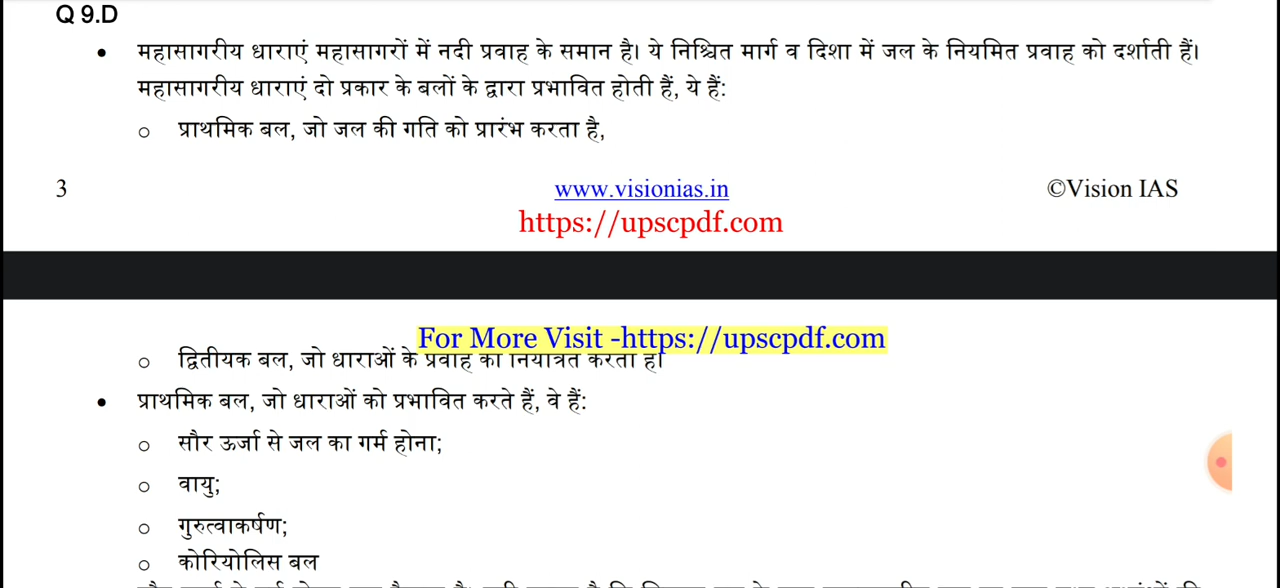 Q 9.D
• महासागरीय धाराएं महासागरों में नदी प्रवाह के समान है। ये निश्चित मार्ग व दिशा में जल के नियमित प्रवाह को दर्शाती हैं।
महासागरीय धाराएं दो प्रकार के बलों के द्वारा प्रभावित होती हैं, ये हैं:
o प्राथमिक बल, जो जल की गति को प्रारंभ करता है,
3 www.visionias.in ©Vision IAS
https://upscpdf.com
For More Visit -https://upscpdf.com
o द्वितीयक बल, जो धाराओं के प्रवाह को नियंत्रित करता है।
• प्राथमिक बल, जो धाराओं को प्रभावित करते हैं, वे हैं:
o सौर ऊर्जा से जल का गर्म होना;
o वायु;
o गुरुत्वाकर्षण;
o कोरियोलिस बल